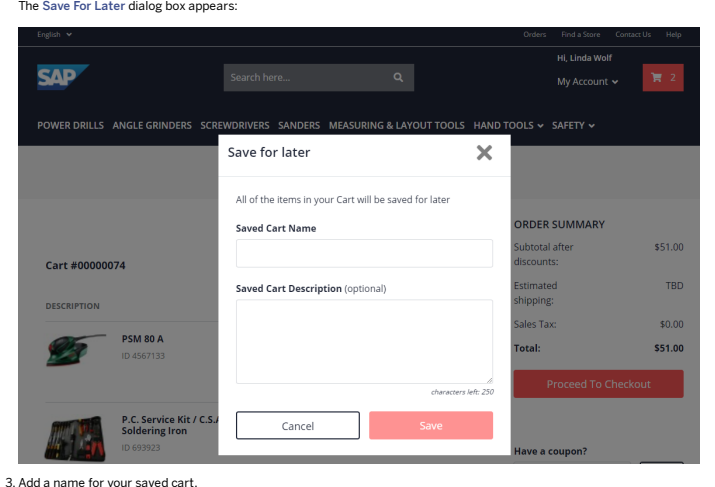 The Save For Later dialog box appears:
English
Orders Find a Store Contact Us Help
Hi, Linda Wolf
SAP
Search here...
My Account
2
POWER DRILLS ANGLE GRINDERS SCREWDRIVERS SANDERS MEASURING & LAYOUT TOOLS HAND TOOLS SAFETY
Save for later
All of the items in your Cart will be saved for later
Saved Cart Name
Saved Cart Description (optional)
characters left: 250
Cancel
Save
Cart #00000074
DESCRIPTION
PSM 80 A
ID 4567133
P.C. Service Kit / C.S.A
Soldering Iron
ID 693923
ORDER SUMMARY
Subtotal after $51.00
discounts:
Estimated TBD
shipping:
Sales Tax: $0.00
Total: $51.00
Proceed To Checkout
Have a coupon?
3. Add a name for your saved cart.